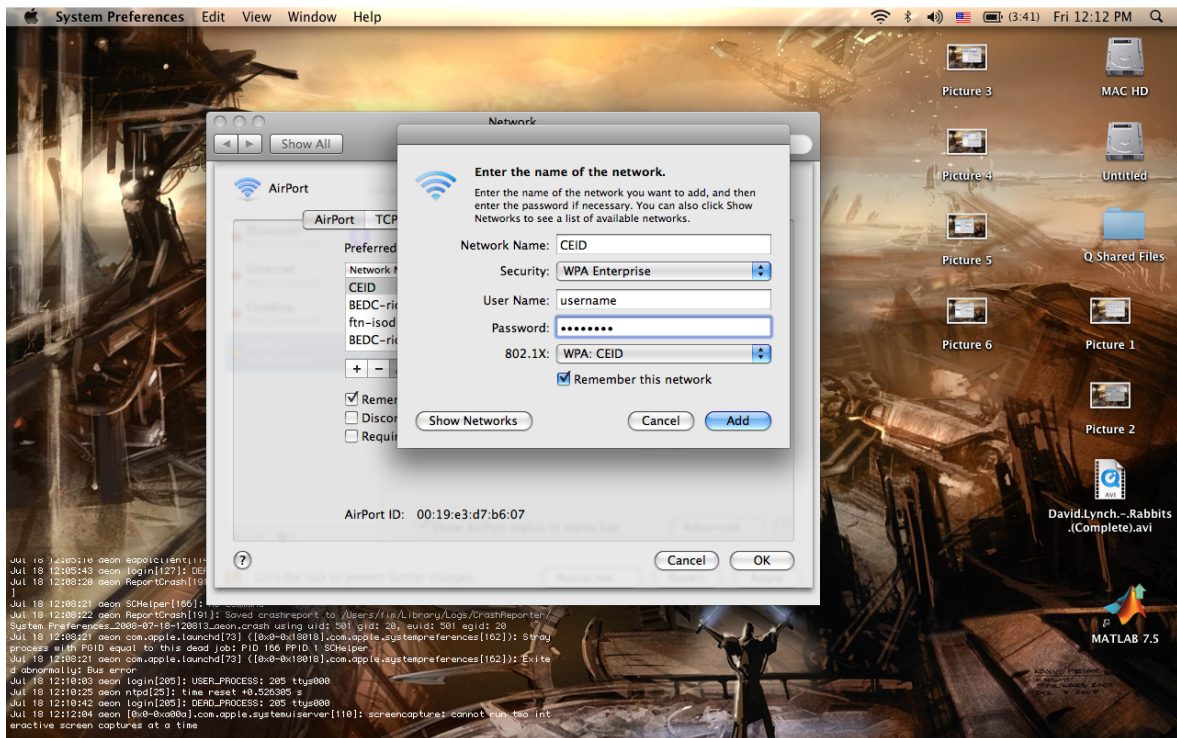 System Preferences Edit View Window Help
(3:41) Fri 12:12 PM
Picture 3
MAC HD
Picture 4
Untitled
Picture 5
Q Shared Files
Picture 6
Picture 1
Picture 2
AVI
David.Lynch.-.Rabbits
.(Complete).avi
MATLAB 7.5
Network
Show All
AirPort
AirPort TCP
Preferred
Network N
CEID
BEDC-ric
ftn-isod
BEDC-ric
+ -
Remem
Discon
Requir
AirPort ID: 00:19:e3:d7:b6:07
?
Cancel OK
Enter the name of the network.
Enter the name of the network you want to add, and then
enter the password if necessary. You can also click Show
Networks to see a list of available networks.
Network Name: CEID
Security: WPA Enterprise
User Name: username
Password: ••••••••
802.1X: WPA: CEID
Remember this network
Show Networks Cancel Add
Jul 18 12:05:43 aeon login[127]: DE
Jul 18 12:08:20 aeon ReportCrash[191
]
Jul 18 12:08:21 aeon SCHelper[166]:
Jul 18 12:08:22 aeon ReportCrash[191]: Saved crashreport to /Users/fim/Library/Logs/CrashReporter/
System Preferences_2008-07-18-120813_aeon.crash using uid: 501 gid: 20, euid: 501 egid: 20
Jul 18 12:08:21 aeon com.apple.launchd[73] ([0x0-0x18018].com.apple.systempreferences[162]): Stray
process with PGID equal to this dead job: PID 166 PPID 1 SCHelper
Jul 18 12:08:21 aeon com.apple.launchd[73] ([0x0-0x18018].com.apple.systempreferences[162]): Exite
d abnormally: Bus error
Jul 18 12:10:03 aeon login[205]: USER_PROCESS: 205 ttys000
Jul 18 12:10:25 aeon ntpd[25]: time reset +0.526305 s
Jul 18 12:10:42 aeon login[205]: DEAD_PROCESS: 205 ttys000
Jul 18 12:12:04 aeon [0x0-0xa00a].com.apple.systemuiserver[110]: screencapture: cannot run two int
eractive screen captures at a time